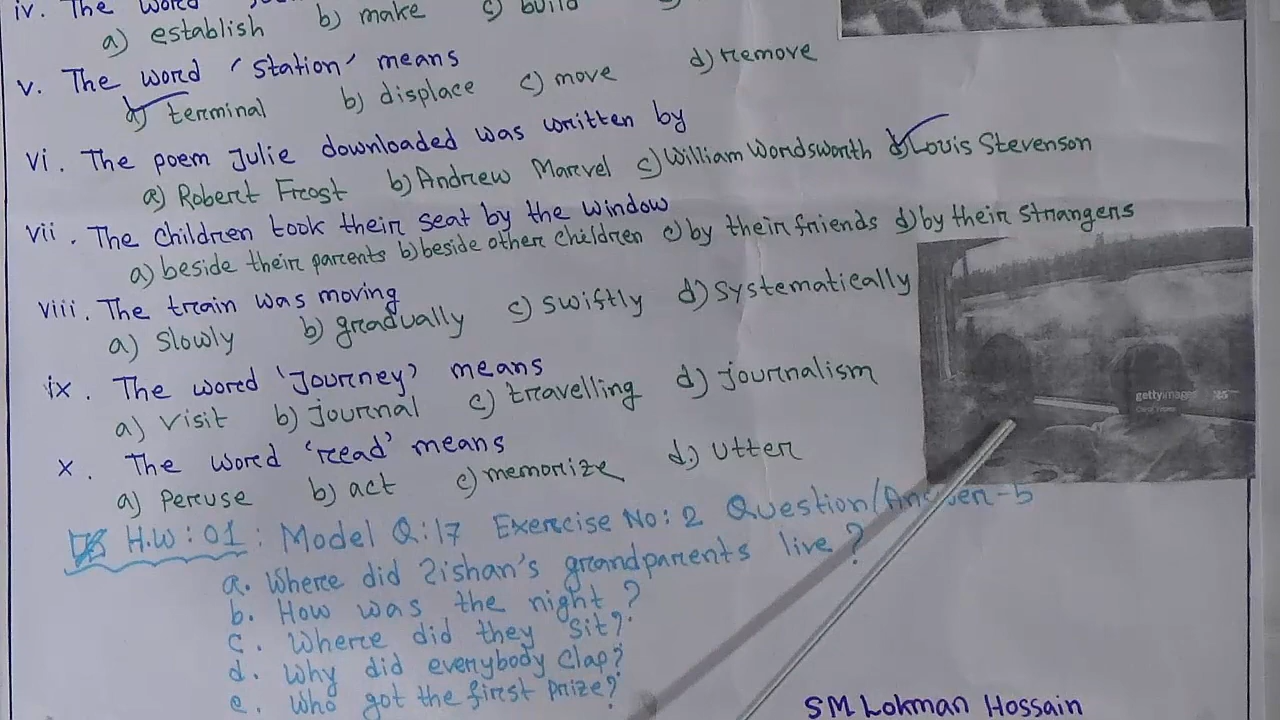 iv. The word
a) establish b) make c) build
v. The word 'station' means
a) terminal b) displace c) move d) remove
vi. The poem Julie downloaded was written by
a) Robert Frost b) Andrew Marvel c) William Wordsworth d) Louis Stevenson
vii. The children took their seat by the window
a) beside their parents b) beside other children c) by their friends d) by their strangers
viii. The train was moving
a) slowly b) gradually c) swiftly d) systematically
ix. The word 'Journey' means
a) visit b) journal c) travelling d) journalism
x. The word 'read' means
a) Peruse b) act c) memorize d) utter
gettyimages
H.W: 01: Model Q:17 Exercise No: 2 Question/Answer-5
a. Where did Zishan's grandparents live?
b. How was the night?
c. Where did they sit?
d. Why did everybody clap?
e. Who got the first prize?
SM Lokman Hossain